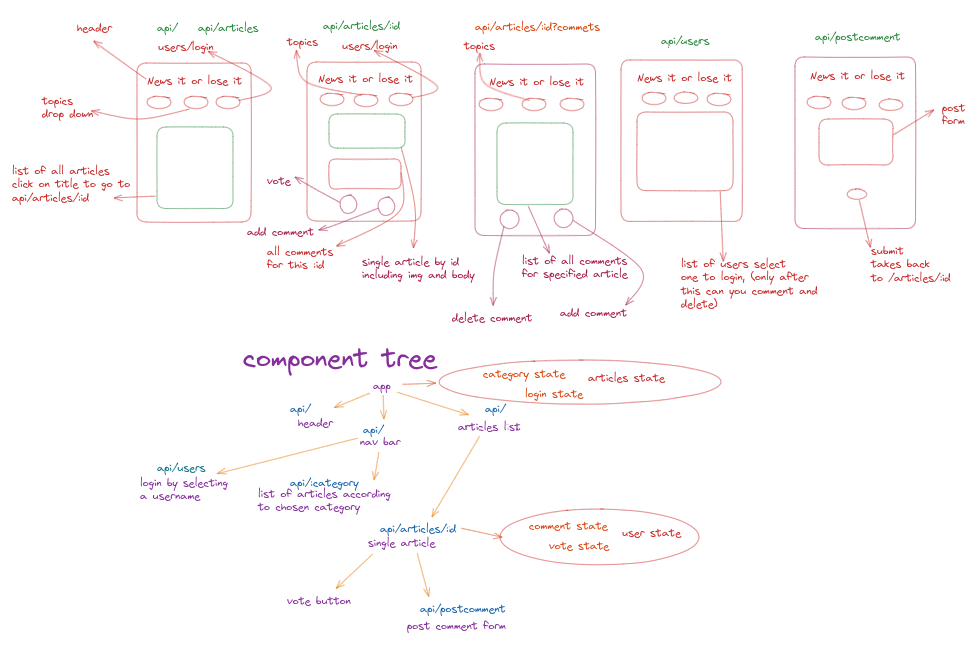 header
api/ api/articles
users/login
News it or lose it
topics
drop down
list of all articles
click on title to go to
api/articles/:id
api/articles/:id
topics
users/login
News it or lose it
vote
add comment
all comments
for this :id
single article by id
including img and body
api/articles/:id?commets
topics
News it or lose it
list of all comments
for specified article
delete comment
add comment
api/users
News it or lose it
list of users select
one to login, (only after
this can you comment and
delete)
api/postcomment
News it or lose it
post
form
submit
takes back
to /articles/:id
component tree
app
category state
articles state
login state
api/
header
api/
nav bar
api/
articles list
api/users
login by selecting
a username
api/:category
list of articles according
to chosen category
api/articles/:id
single article
comment state
user state
vote state
vote button
api/postcomment
post comment form